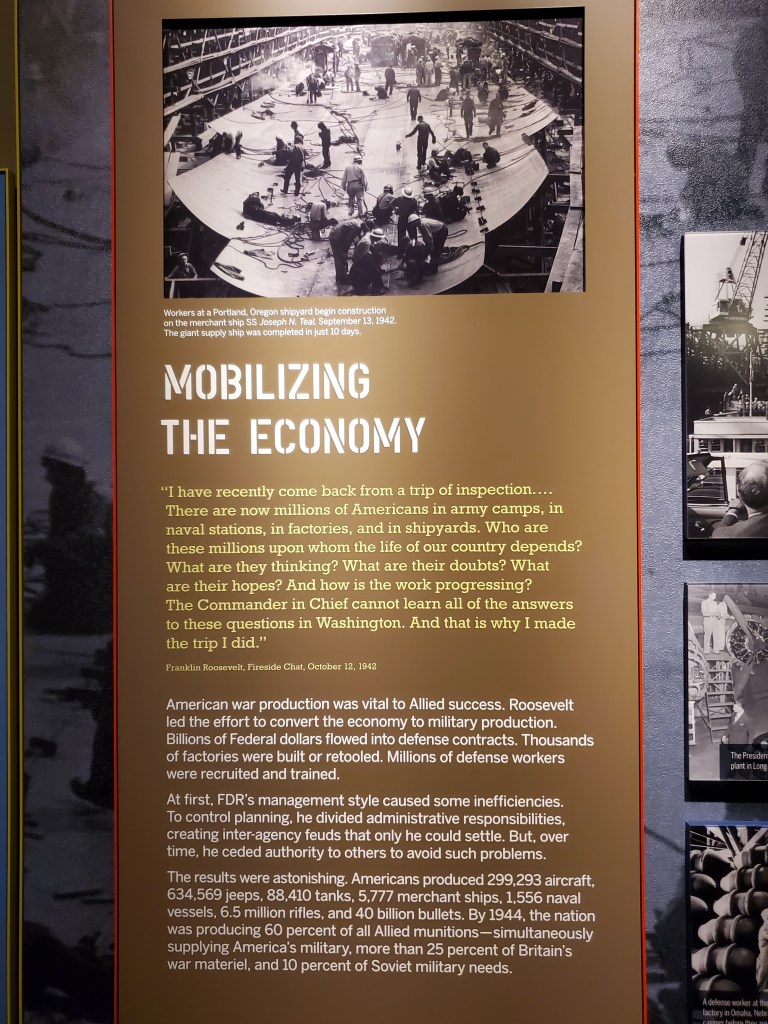 Workers at a Portland, Oregon shipyard begin construction
on the merchant ship SS Joseph N. Teal, September 13, 1942.
The giant supply ship was completed in just 10 days.
MOBILIZING
THE ECONOMY
“I have recently come back from a trip of inspection....
There are now millions of Americans in army camps, in
naval stations, in factories, and in shipyards. Who are
these millions upon whom the life of our country depends?
What are they thinking? What are their doubts? What
are their hopes? And how is the work progressing?
The Commander in Chief cannot learn all of the answers
to these questions in Washington. And that is why I made
the trip I did.”
Franklin Roosevelt, Fireside Chat, October 12, 1942
American war production was vital to Allied success. Roosevelt
led the effort to convert the economy to military production.
Billions of Federal dollars flowed into defense contracts. Thousands
of factories were built or retooled. Millions of defense workers
were recruited and trained.
At first, FDR's management style caused some inefficiencies.
To control planning, he divided administrative responsibilities,
creating inter-agency feuds that only he could settle. But, over
time, he ceded authority to others to avoid such problems.
The results were astonishing. Americans produced 299,293 aircraft,
634,569 jeeps, 88,410 tanks, 5,777 merchant ships, 1,556 naval
vessels, 6.5 million rifles, and 40 billion bullets. By 1944, the nation
was producing 60 percent of all Allied munitions—simultaneously
supplying America's military, more than 25 percent of Britain's
war materiel, and 10 percent of Soviet military needs.
The President
plant in Long
A defense worker at the
factory in Omaha, Nebr